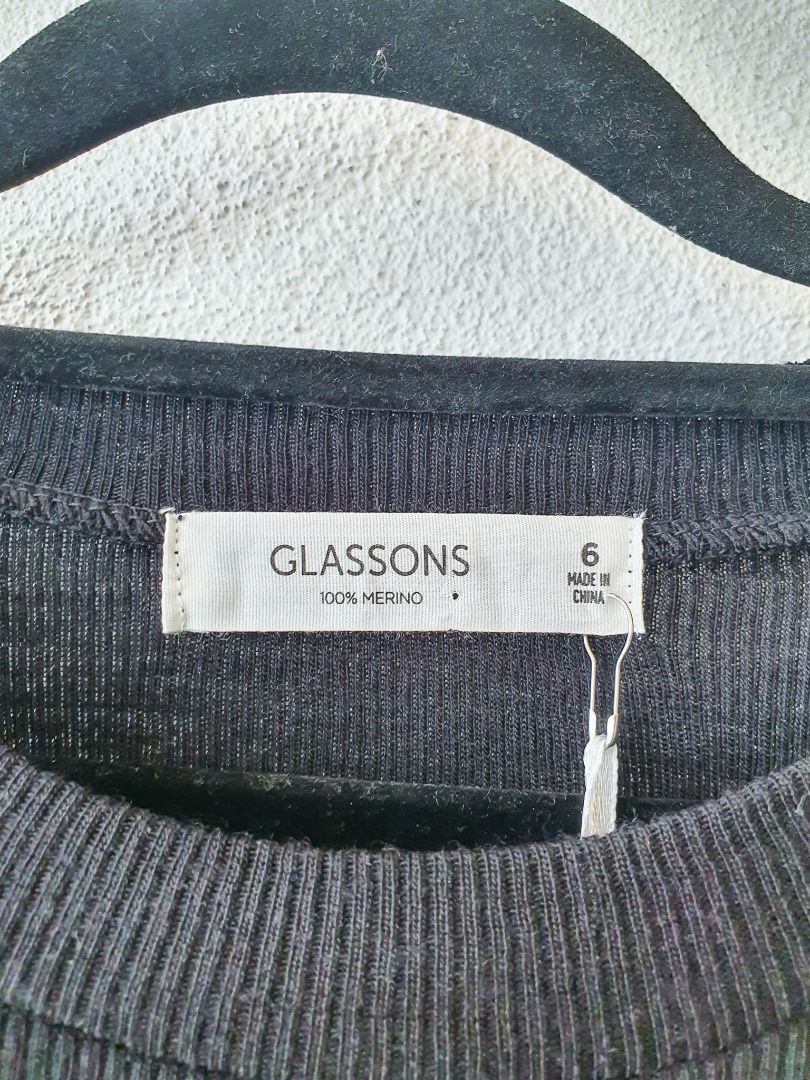 GLASSONS
100% MERINO
6
MADE IN
CHINA